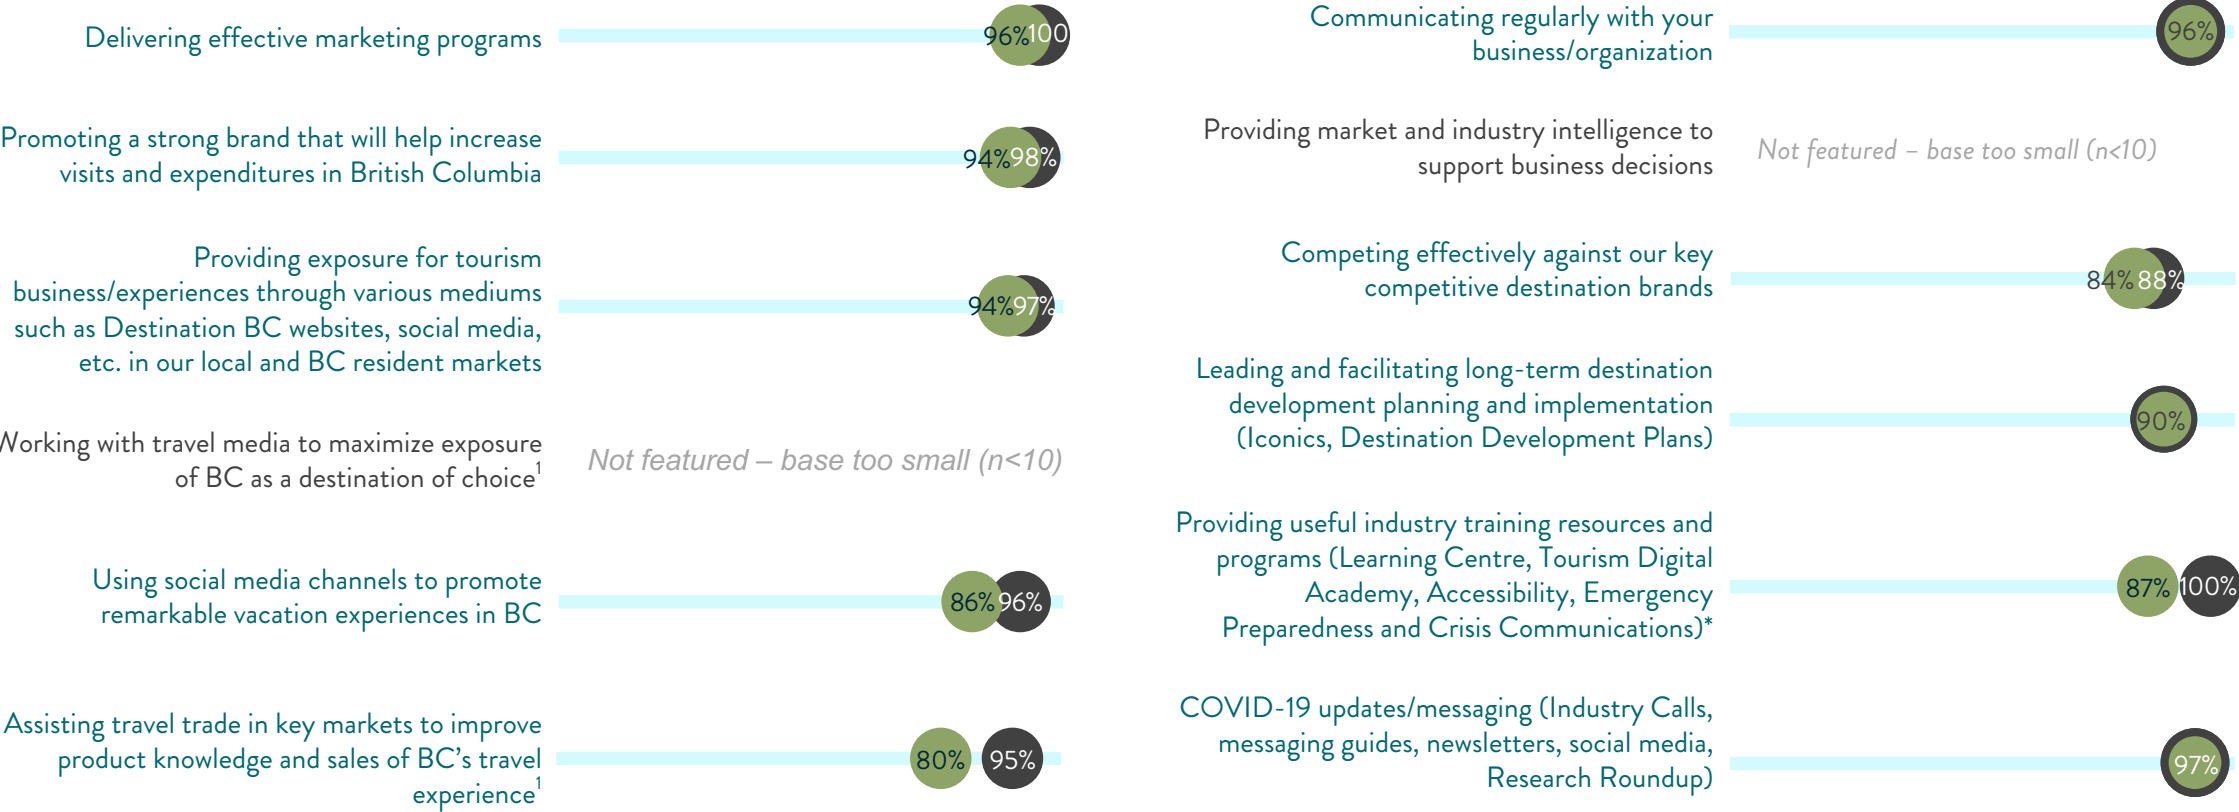 Delivering effective marketing programs
96% 100
Promoting a strong brand that will help increase
visits and expenditures in British Columbia
94% 98%
Providing exposure for tourism
business/experiences through various mediums
such as Destination BC websites, social media,
etc. in our local and BC resident markets
94% 97%
Working with travel media to maximize exposure
of BC as a destination of choice¹
Not featured – base too small (n<10)
Using social media channels to promote
remarkable vacation experiences in BC
86% 96%
Assisting travel trade in key markets to improve
product knowledge and sales of BC's travel
experience¹
80% 95%
Communicating regularly with your
business/organization
96%
Providing market and industry intelligence to
support business decisions
Not featured – base too small (n<10)
Competing effectively against our key
competitive destination brands
84% 88%
Leading and facilitating long-term destination
development planning and implementation
(Iconics, Destination Development Plans)
90%
Providing useful industry training resources and
programs (Learning Centre, Tourism Digital
Academy, Accessibility, Emergency
Preparedness and Crisis Communications)*
87% 100%
COVID-19 updates/messaging (Industry Calls,
messaging guides, newsletters, social media,
Research Roundup)
97%